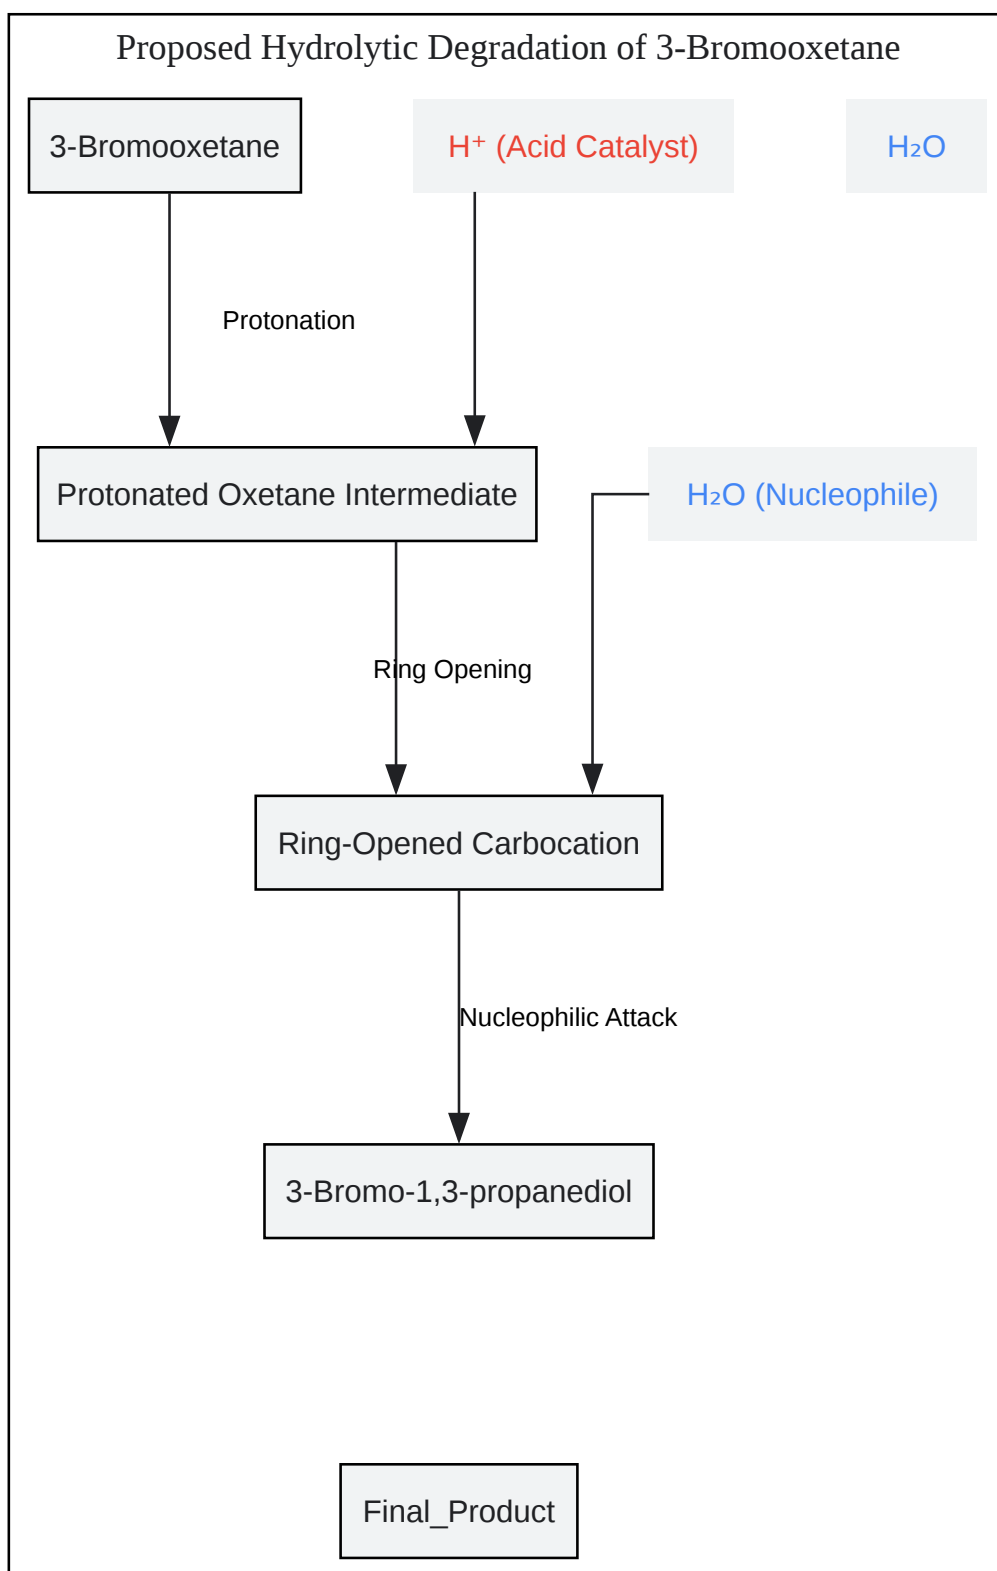 Proposed Hydrolytic Degradation of 3-Bromooxetane
3-Bromooxetane
H⁺ (Acid Catalyst)
H₂O
Protonation
Protonated Oxetane Intermediate
H₂O (Nucleophile)
Ring Opening
Ring-Opened Carbocation
Nucleophilic Attack
3-Bromo-1,3-propanediol
Final_Product